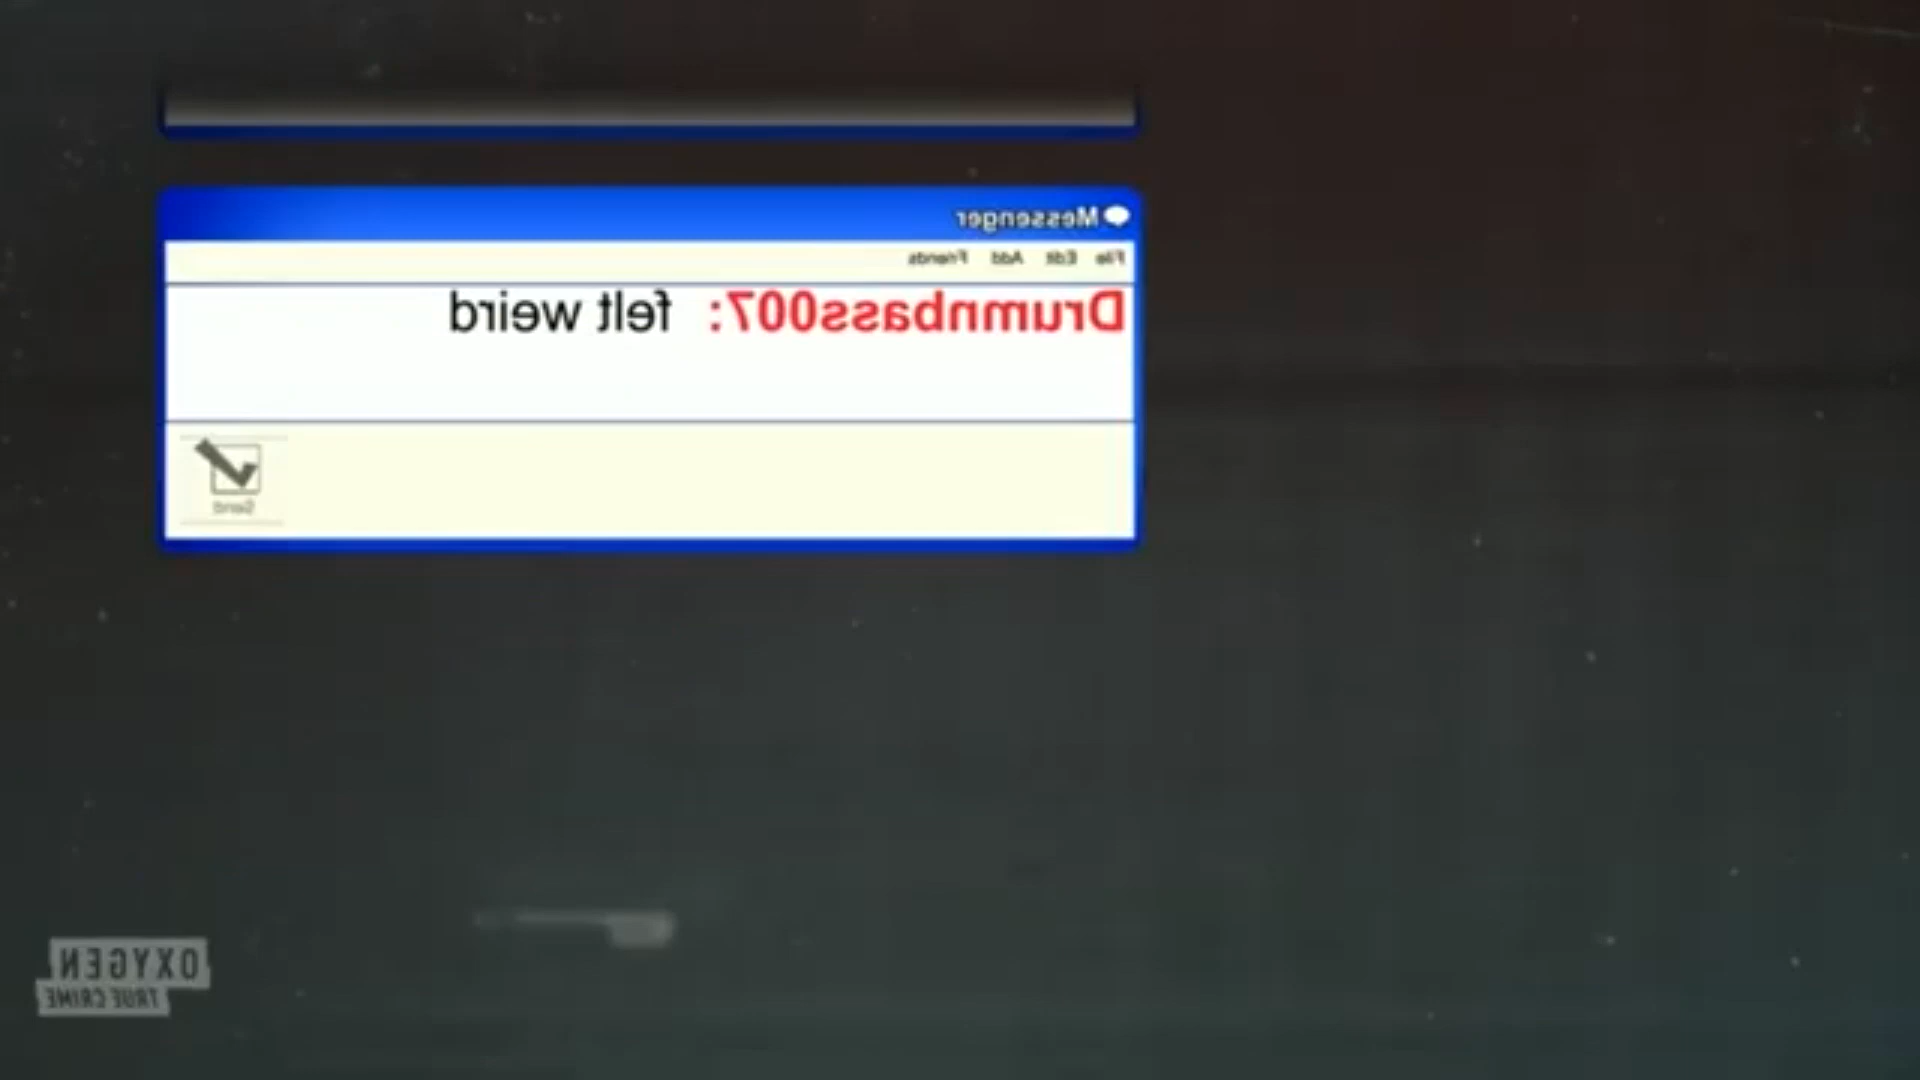 Messenger
File Edit Add Friends
Drumnbass007: felt weird
Send
OXYGEN
TRUE CRIME